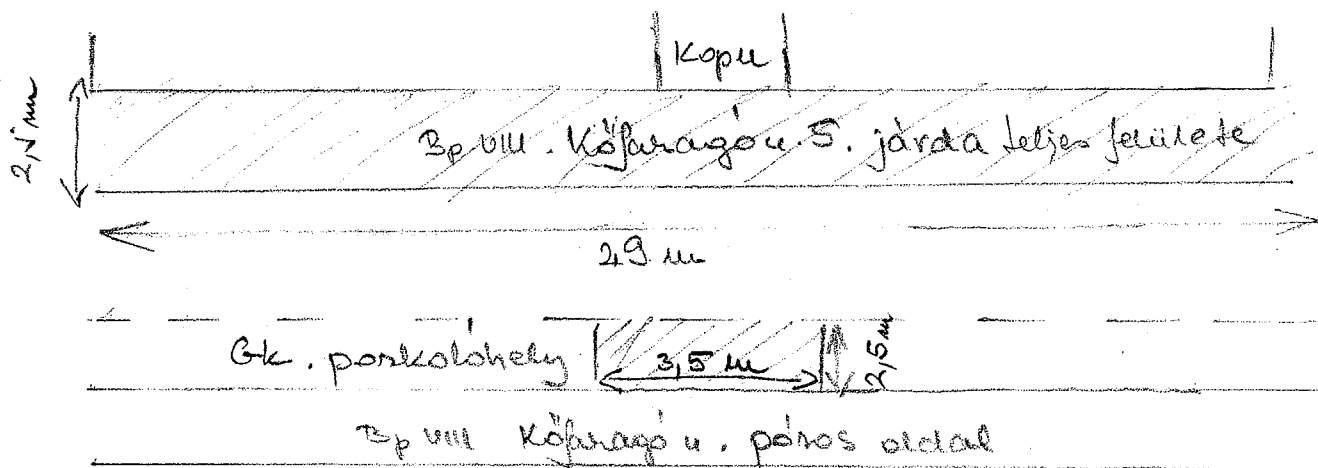 Kapu
2,5 m
Bp VIII. Kőfaragó u. 5. járda teljes felülete
29 m
Gk. parkolóhely
3,5 m
2,5 m
Bp VIII Kőfaragó u. páros oldal